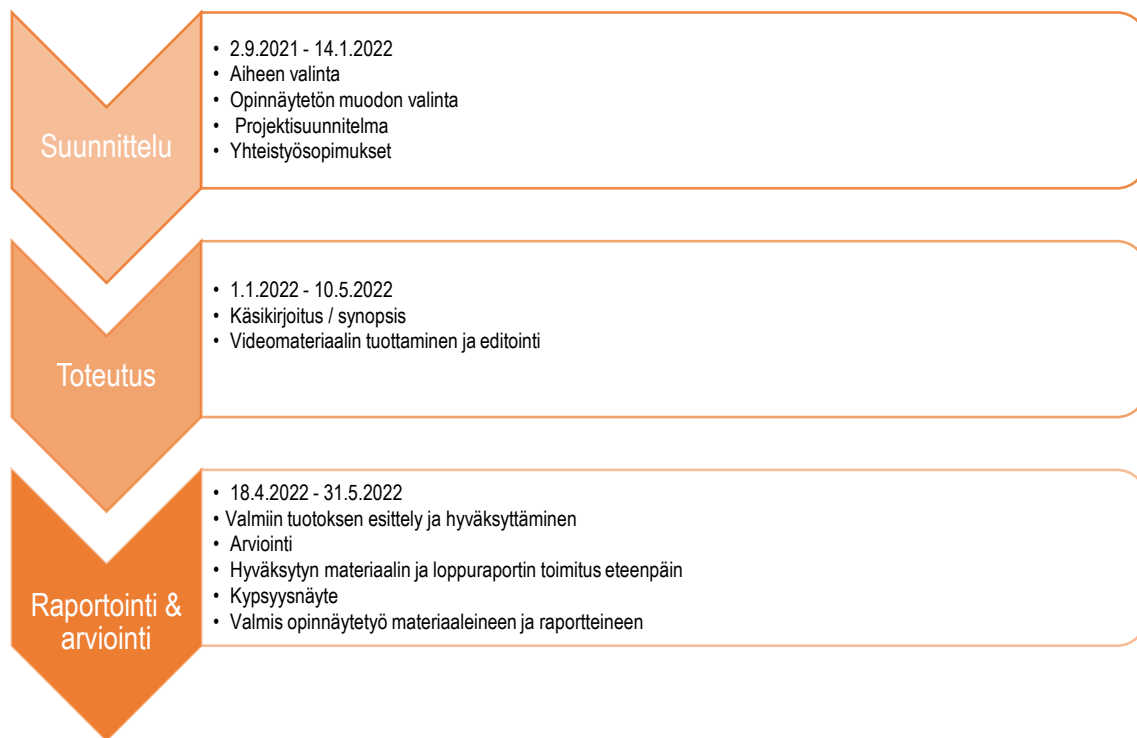 Suunnittelu
• 2.9.2021 - 14.1.2022
• Aiheen valinta
• Opinnäytetön muodon valinta
• Projektisuunnitelma
• Yhteistyösopimukset
Toteutus
• 1.1.2022 - 10.5.2022
• Käsikirjoitus / synopsis
• Videomateriaalin tuottaminen ja editointi
Raportointi &
arviointi
• 18.4.2022 - 31.5.2022
• Valmiin tuotoksen esittely ja hyväksyttäminen
• Arviointi
• Hyväksytyn materiaalin ja loppuraportin toimitus eteenpäin
• Kypsyysnäyte
• Valmis opinnäytetyö materiaaleineen ja raportteineen